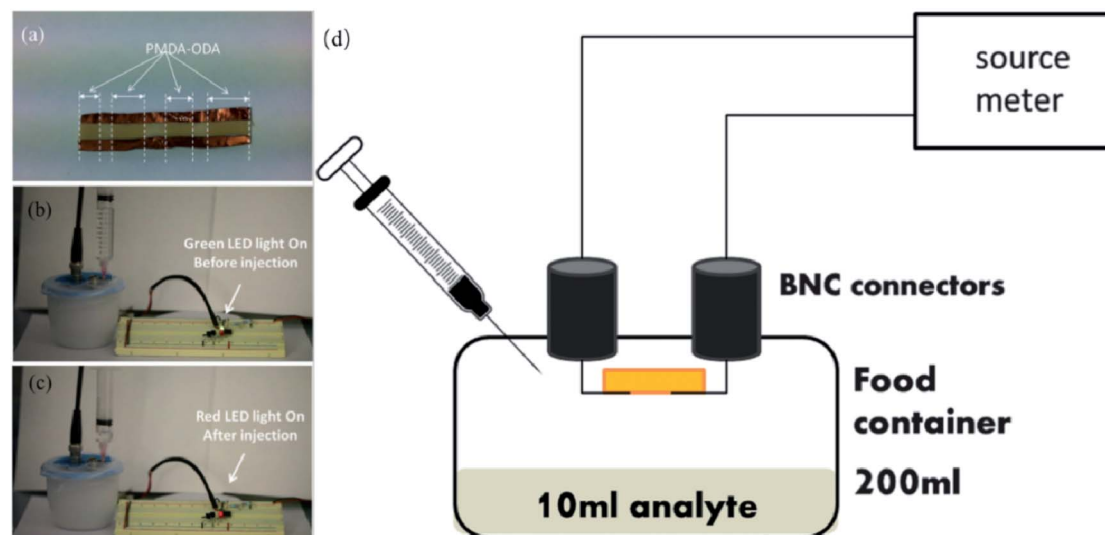 (a)
PMDA-ODA
(b)
Green LED light On
Before injection
(c)
Red LED light On
After injection
(d)
source
meter
BNC connectors
Food
container
200ml
10ml analyte